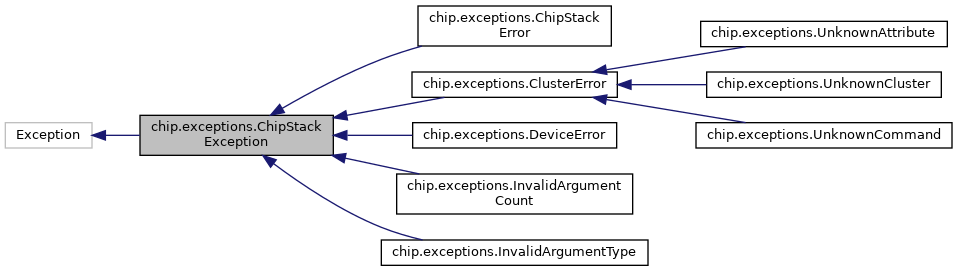 chip.exceptions.ChipStack
Error
chip.exceptions.UnknownAttribute
chip.exceptions.ClusterError
chip.exceptions.UnknownCluster
Exception
chip.exceptions.ChipStack
Exception
chip.exceptions.DeviceError
chip.exceptions.UnknownCommand
chip.exceptions.InvalidArgument
Count
chip.exceptions.InvalidArgumentType